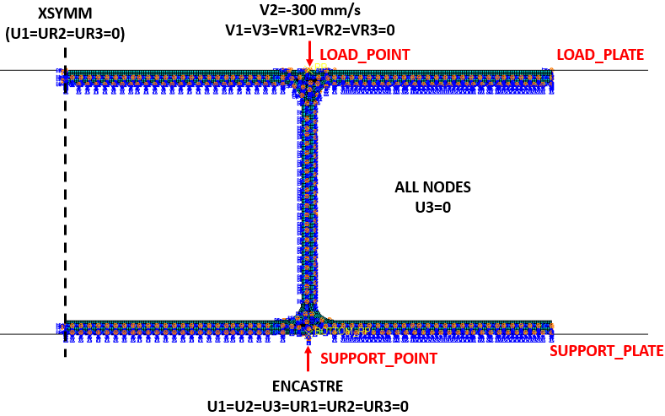 XSYMM
(U1=UR2=UR3=0)
V2=-300 mm/s
V1=V3=VR1=VR2=VR3=0
LOAD_POINT
LOAD_PLATE
ALL NODES
U3=0
SUPPORT_POINT
SUPPORT_PLATE
ENCASTRE
U1=U2=U3=UR1=UR2=UR3=0